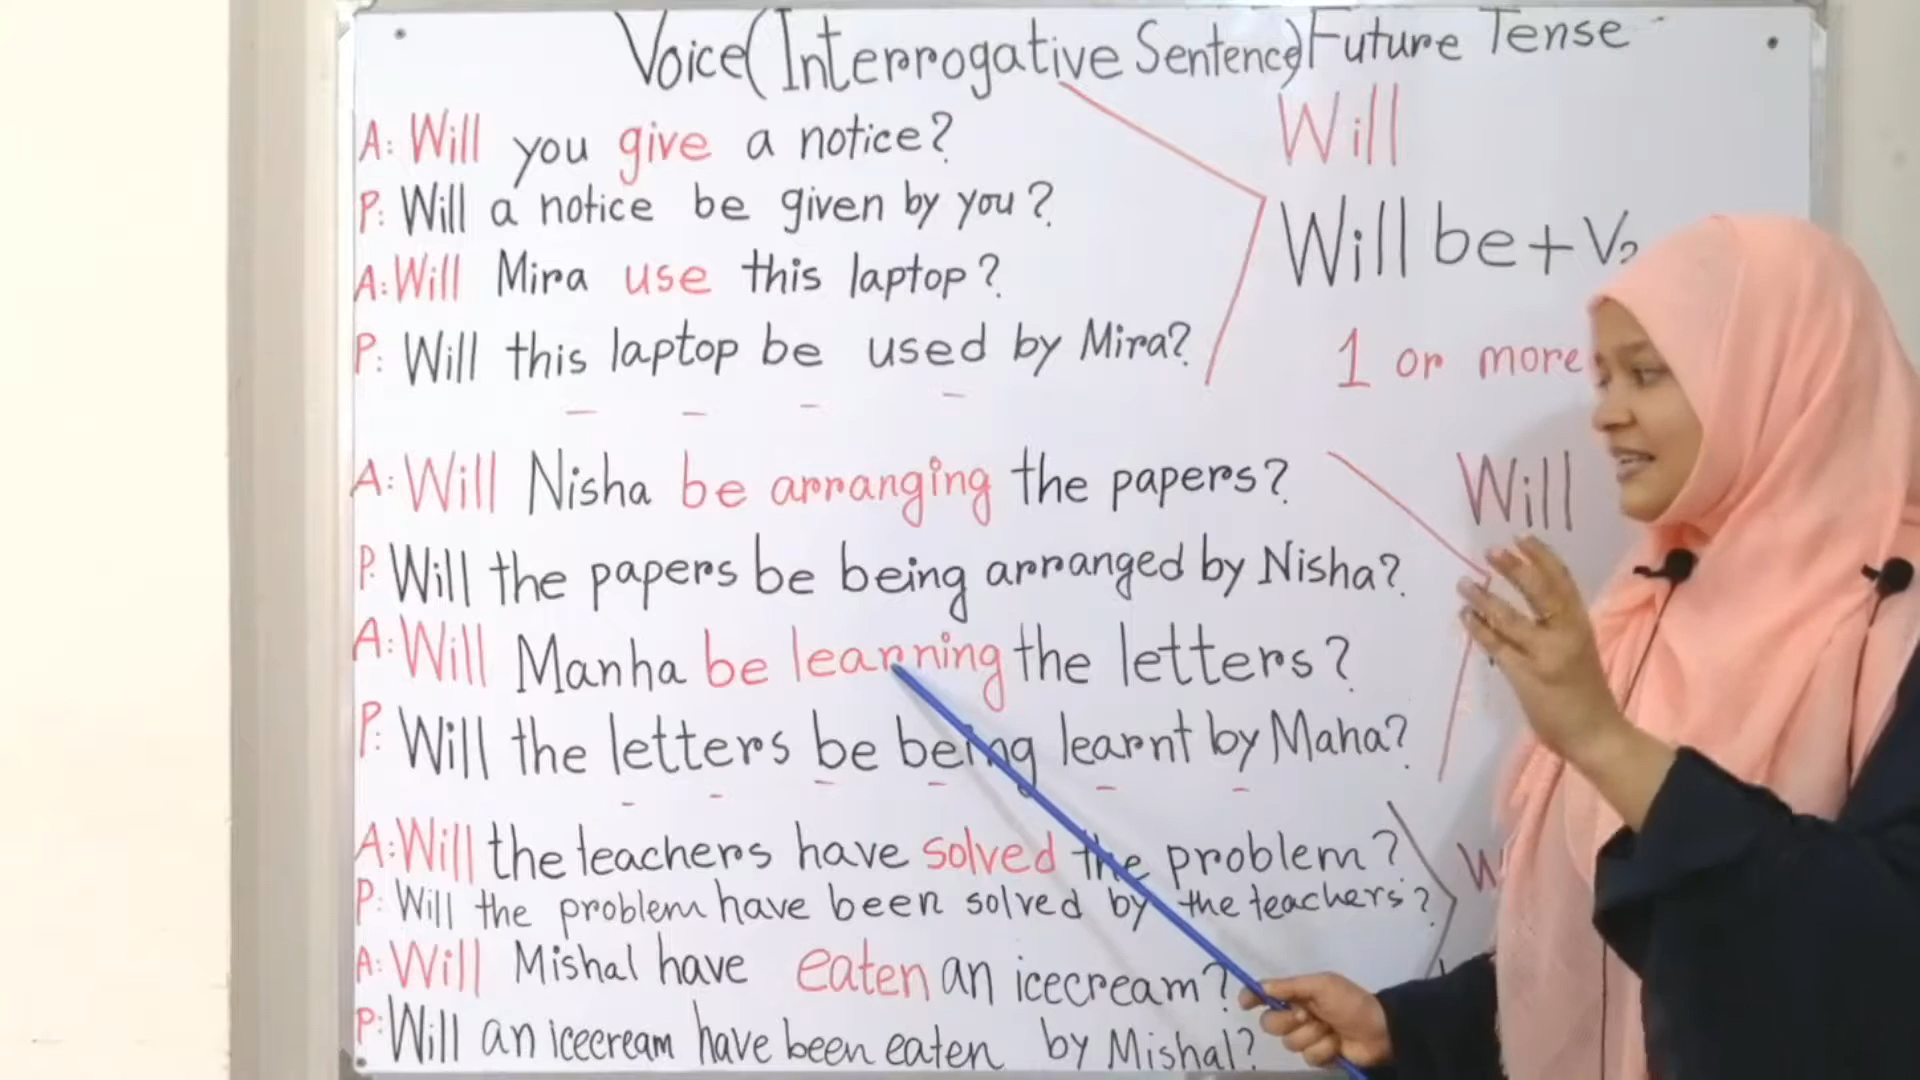 Voice (Interrogative Sentence) Future Tense
A: Will you give a notice?
P: Will a notice be given by you?
A: Will Mira use this laptop?
P: Will this laptop be used by Mira?
A: Will Nisha be arranging the papers?
P. Will the papers be being arranged by Nisha?
A: Will Manha be learning the letters?
P: Will the letters be being learnt by Maha?
A: Will the teachers have solved the problem?
P: Will the problem have been solved by the teachers?
A: Will Mishal have eaten an icecream?
P: Will an icecream have been eaten by Mishal?
Will
Will be + V
1 or more
Will